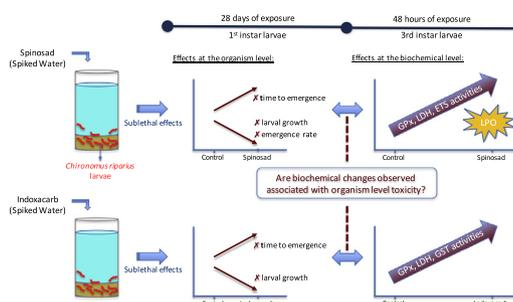 28 days of exposure
48 hours of exposure
1st instar larvae
3rd instar larvae
Spinosad
(Spiked Water)
Effects at the organism level:
Effects at the biochemical level:
✗ time to emergence
Sublethal effects
✗ larval growth
✗ emergence rate
GPx, LDH, ETS activities
LPO
Control
Spinosad
Control
Spinosad
Chironomus riparius
larvae
Are biochemical changes observed
associated with organism level toxicity?
Indoxacarb
(Spiked Water)
✗ time to emergence
Sublethal effects
✗ larval growth
GPx, LDH, GST activities